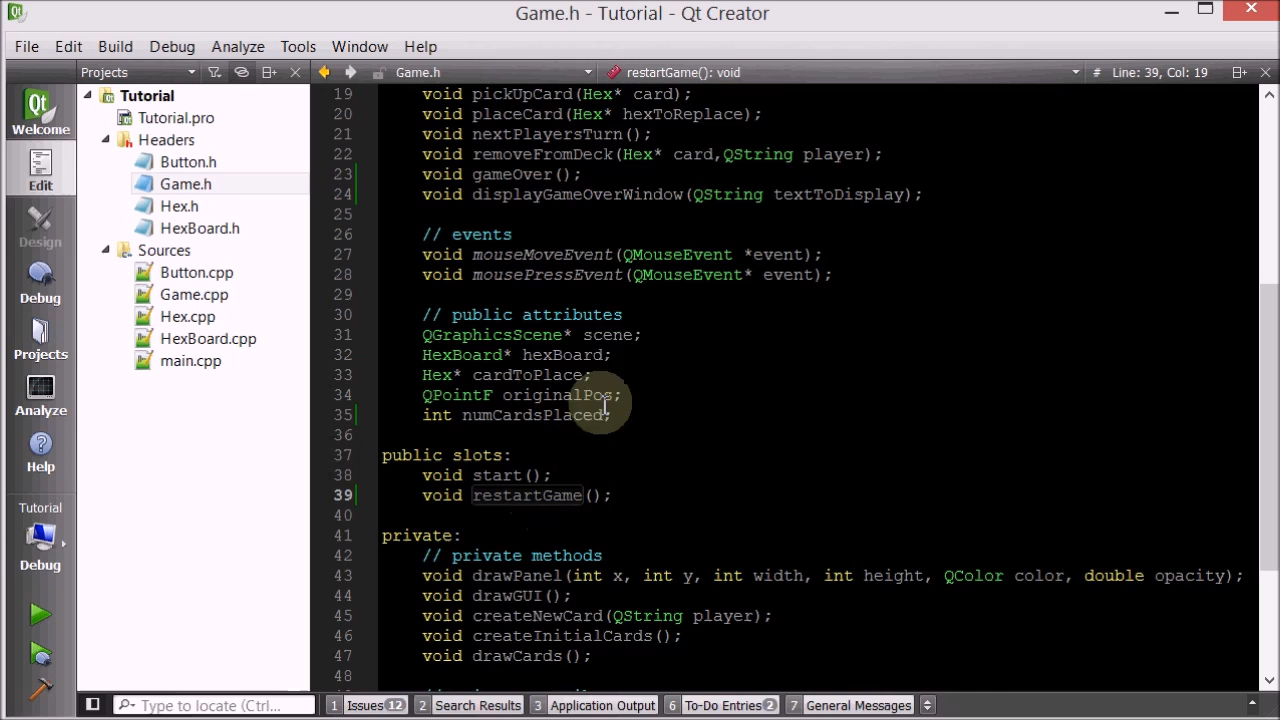 Game.h - Tutorial - Qt Creator
File Edit Build Debug Analyze Tools Window Help
Projects Game.h restartGame(): void # Line: 39, Col: 19
Welcome
Edit
Design
Debug
Projects
Analyze
Help
Tutorial
Debug
Tutorial
Tutorial.pro
Headers
Button.h
Game.h
Hex.h
HexBoard.h
Sources
Button.cpp
Game.cpp
Hex.cpp
HexBoard.cpp
main.cpp
19 void pickUpCard(Hex* card);
20 void placeCard(Hex* hexToReplace);
21 void nextPlayersTurn();
22 void removeFromDeck(Hex* card,QString player);
23 void gameOver();
24 void displayGameOverWindow(QString textToDisplay);
25
26 // events
27 void mouseMoveEvent(QMouseEvent *event);
28 void mousePressEvent(QMouseEvent* event);
29
30 // public attributes
31 QGraphicsScene* scene;
32 HexBoard* hexBoard;
33 Hex* cardToPlace;
34 QPointF originalPos;
35 int numCardsPlaced;
36
37 public slots:
38 void start();
39 void restartGame();
40
41 private:
42 // private methods
43 void drawPanel(int x, int y, int width, int height, QColor color, double opacity);
44 void drawGUI();
45 void createNewCard(QString player);
46 void createInitialCards();
47 void drawCards();
48
Type to locate (Ctrl... 1 Issues 12 2 Search Results 3 Application Output 6 To-Do Entries 2 7 General Messages